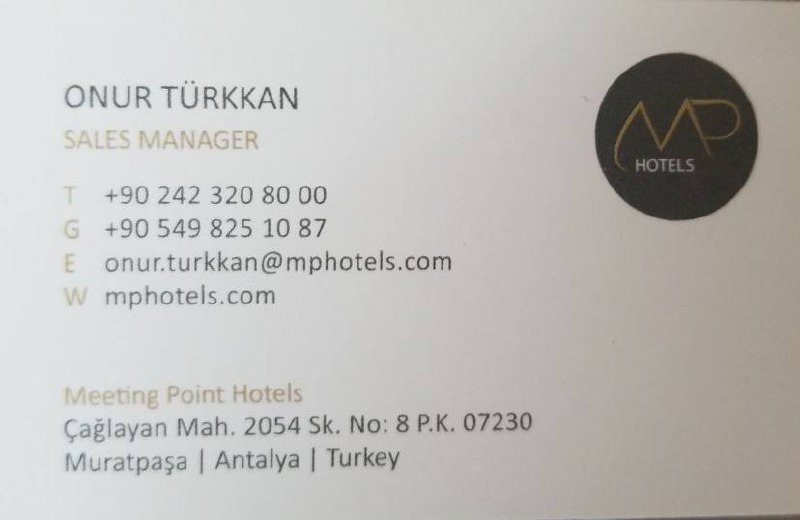 ONUR TÜRKKAN
SALES MANAGER
T +90 242 320 80 00
G +90 549 825 10 87
E onur.turkkan@mphotels.com
W mphotels.com
MP
HOTELS
Meeting Point Hotels
Çağlayan Mah. 2054 Sk. No: 8 P.K. 07230
Muratpaşa | Antalya | Turkey